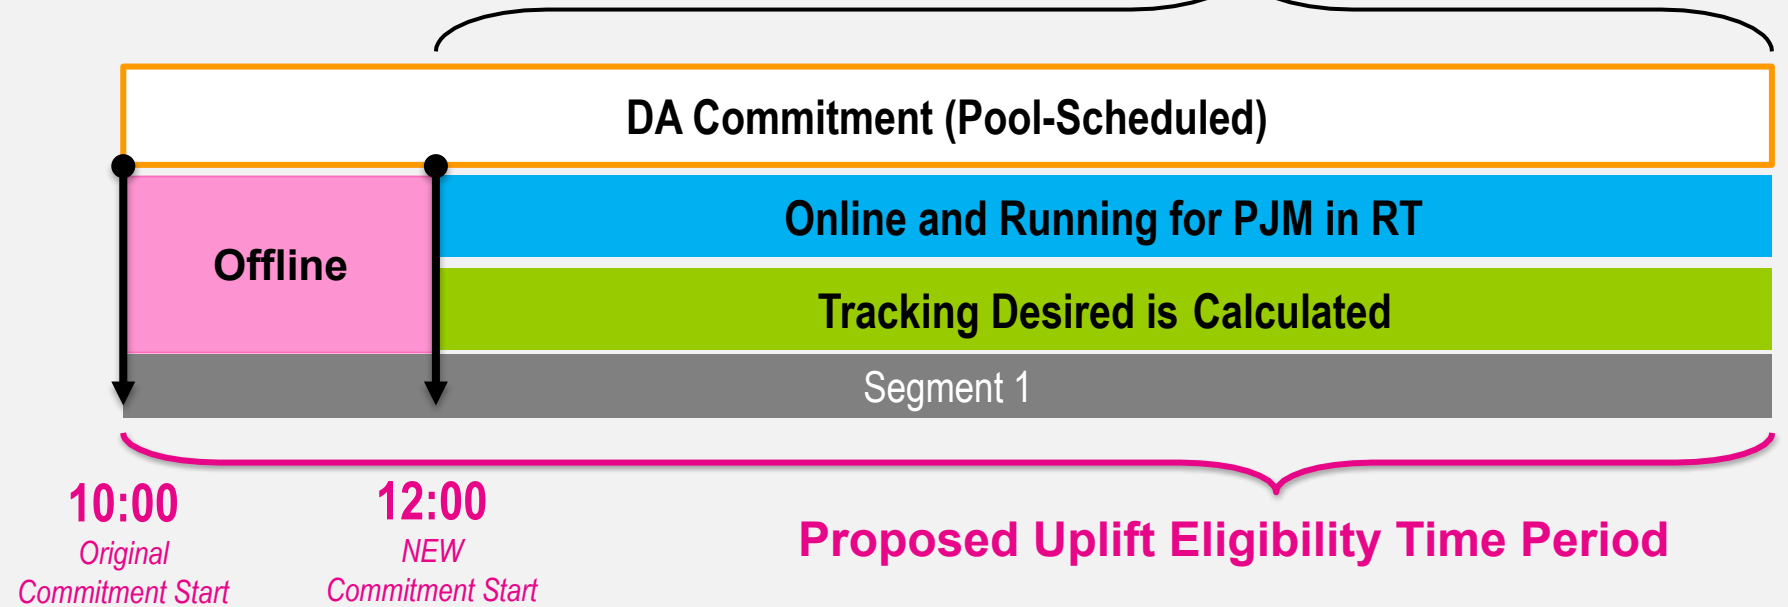 DA Commitment (Pool-Scheduled)
Online and Running for PJM in RT
Offline
Tracking Desired is Calculated
Segment 1
10:00
Original
Commitment Start
12:00
NEW
Commitment Start
Proposed Uplift Eligibility Time Period